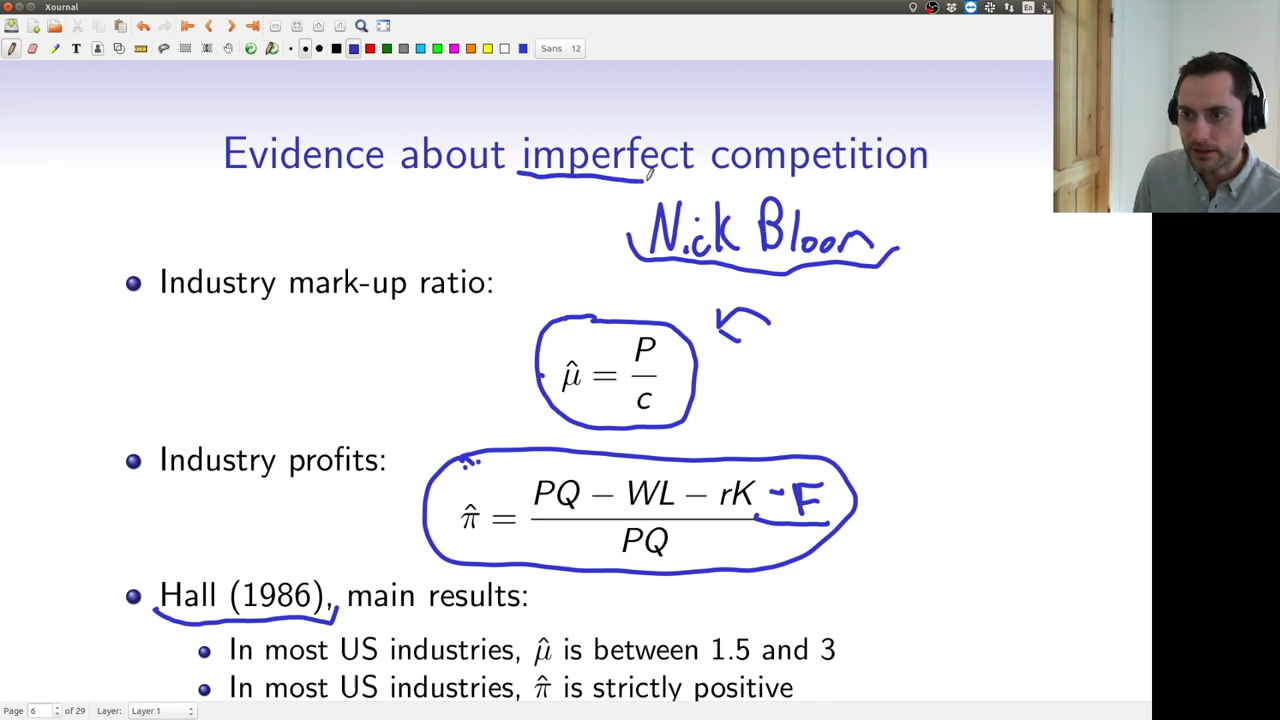 Xournal
En
T
Sans 12
Evidence about imperfect competition
Nick Bloom
Industry mark-up ratio:
μ̂ = P/c
Industry profits:
π̂ = (PQ − WL − rK - F)/PQ
Hall (1986), main results:
In most US industries, μ̂ is between 1.5 and 3
In most US industries, π̂ is strictly positive
Page 6 of 29 Layer: Layer 1